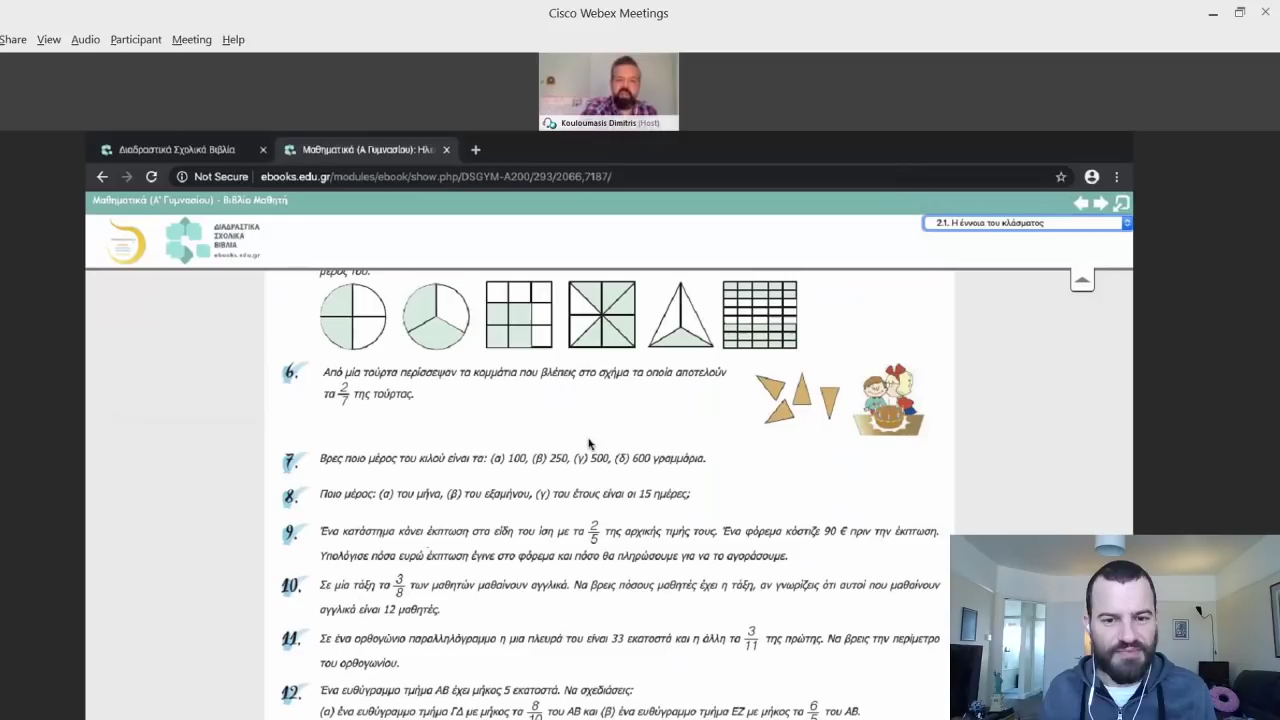 Cisco Webex Meetings
Share View Audio Participant Meeting Help
Kouloumasis Dimitris (Host)
Διαδραστικά Σχολικά Βιβλία
Μαθηματικά (Α Γυμνασίου): Ηλε
Not Secure ebooks.edu.gr/modules/ebook/show.php/DSGYM-A200/293/2066,7187/
Μαθηματικά (Α' Γυμνασίου) - Βιβλίο Μαθητή
2.1. Η έννοια του κλάσματος
ΔΙΑΔΡΑΣΤΙΚΑ
ΣΧΟΛΙΚΑ
ΒΙΒΛΙΑ
ebooks.edu.gr
μέρος του.
6. Από μία τούρτα περίσσεψαν τα κομμάτια που βλέπεις στο σχήμα τα οποία αποτελούν
τα 2/7 της τούρτας.
7. Βρες ποιο μέρος του κιλού είναι τα: (α) 100, (β) 250, (γ) 500, (δ) 600 γραμμάρια.
8. Ποιο μέρος: (α) του μήνα, (β) του εξαμήνου, (γ) του έτους είναι οι 15 ημέρες;
9. Ένα κατάστημα κάνει έκπτωση στα είδη του ίση με τα 2/5 της αρχικής τιμής τους. Ένα φόρεμα κόστιζε 90 € πριν την έκπτωση.
Υπολόγισε πόσα ευρώ έκπτωση έγινε στο φόρεμα και πόσο θα πληρώσουμε για να το αγοράσουμε.
10. Σε μία τάξη τα 3/8 των μαθητών μαθαίνουν αγγλικά. Να βρεις πόσους μαθητές έχει η τάξη, αν γνωρίζεις ότι αυτοί που μαθαίνουν
αγγλικά είναι 12 μαθητές.
11. Σε ένα ορθογώνιο παραλληλόγραμμο η μια πλευρά του είναι 33 εκατοστά και η άλλη τα 3/11 της πρώτης. Να βρεις την περίμετρο
του ορθογωνίου.
12. Ένα ευθύγραμμο τμήμα ΑΒ έχει μήκος 5 εκατοστά. Να σχεδιάσεις:
(α) ένα ευθύγραμμο τμήμα ΓΔ με μήκος τα 8/10 του ΑΒ και (β) ένα ευθύγραμμο τμήμα ΕΖ με μήκος τα 6/5 του ΑΒ.